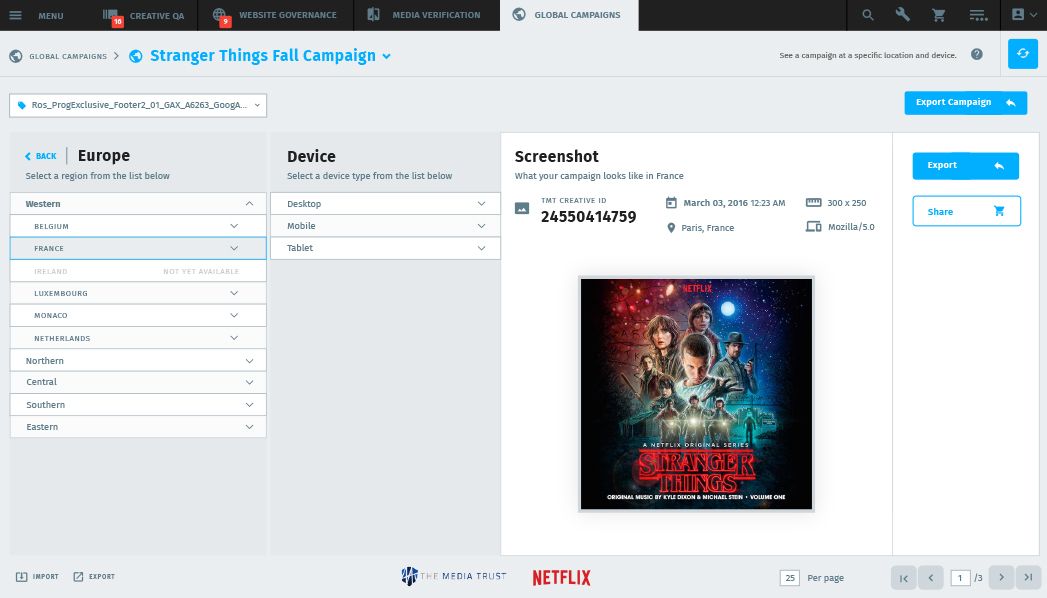 MENU
16
CREATIVE QA
9
WEBSITE GOVERNANCE
MEDIA VERIFICATION
GLOBAL CAMPAIGNS
GLOBAL CAMPAIGNS
Stranger Things Fall Campaign
See a campaign at a specific location and device.
?
Ros_ProgExclusive_Footer2_01_GAX_A6263_GoogA...
Export Campaign
BACK
Europe
Select a region from the list below
Western
BELGIUM
FRANCE
IRELAND NOT YET AVAILABLE
LUXEMBOURG
MONACO
NETHERLANDS
Northern
Central
Southern
Eastern
Device
Select a device type from the list below
Desktop
Mobile
Tablet
Screenshot
What your campaign looks like in France
TMT CREATIVE ID
24550414759
March 03, 2016 12:23 AM
Paris, France
300 x 250
Mozilla/5.0
NETFLIX
A NETFLIX ORIGINAL SERIES
STRANGER
THINGS
ORIGINAL MUSIC BY KYLE DIXON & MICHAEL STEIN • VOLUME ONE
Export
Share
IMPORT
EXPORT
THE MEDIA TRUST
NETFLIX
25 Per page
1 /3